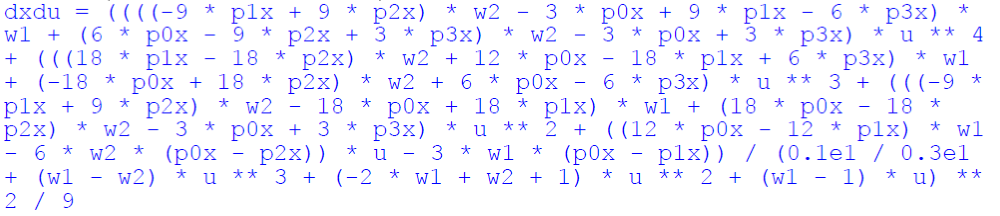 dxdu = ((((-9 * p1x + 9 * p2x) * w2 - 3 * p0x + 9 * p1x - 6 * p3x) *
w1 + (6 * p0x - 9 * p2x + 3 * p3x) * w2 - 3 * p0x + 3 * p3x) * u ** 4
+ (((18 * p1x - 18 * p2x) * w2 + 12 * p0x - 18 * p1x + 6 * p3x) * w1
+ (-18 * p0x + 18 * p2x) * w2 + 6 * p0x - 6 * p3x) * u ** 3 + (((-9 *
p1x + 9 * p2x) * w2 - 18 * p0x + 18 * p1x) * w1 + (18 * p0x - 18 *
p2x) * w2 - 3 * p0x + 3 * p3x) * u ** 2 + ((12 * p0x - 12 * p1x) * w1
- 6 * w2 * (p0x - p2x)) * u - 3 * w1 * (p0x - p1x)) / (0.1e1 / 0.3e1
+ (w1 - w2) * u ** 3 + (-2 * w1 + w2 + 1) * u ** 2 + (w1 - 1) * u) **
2 / 9